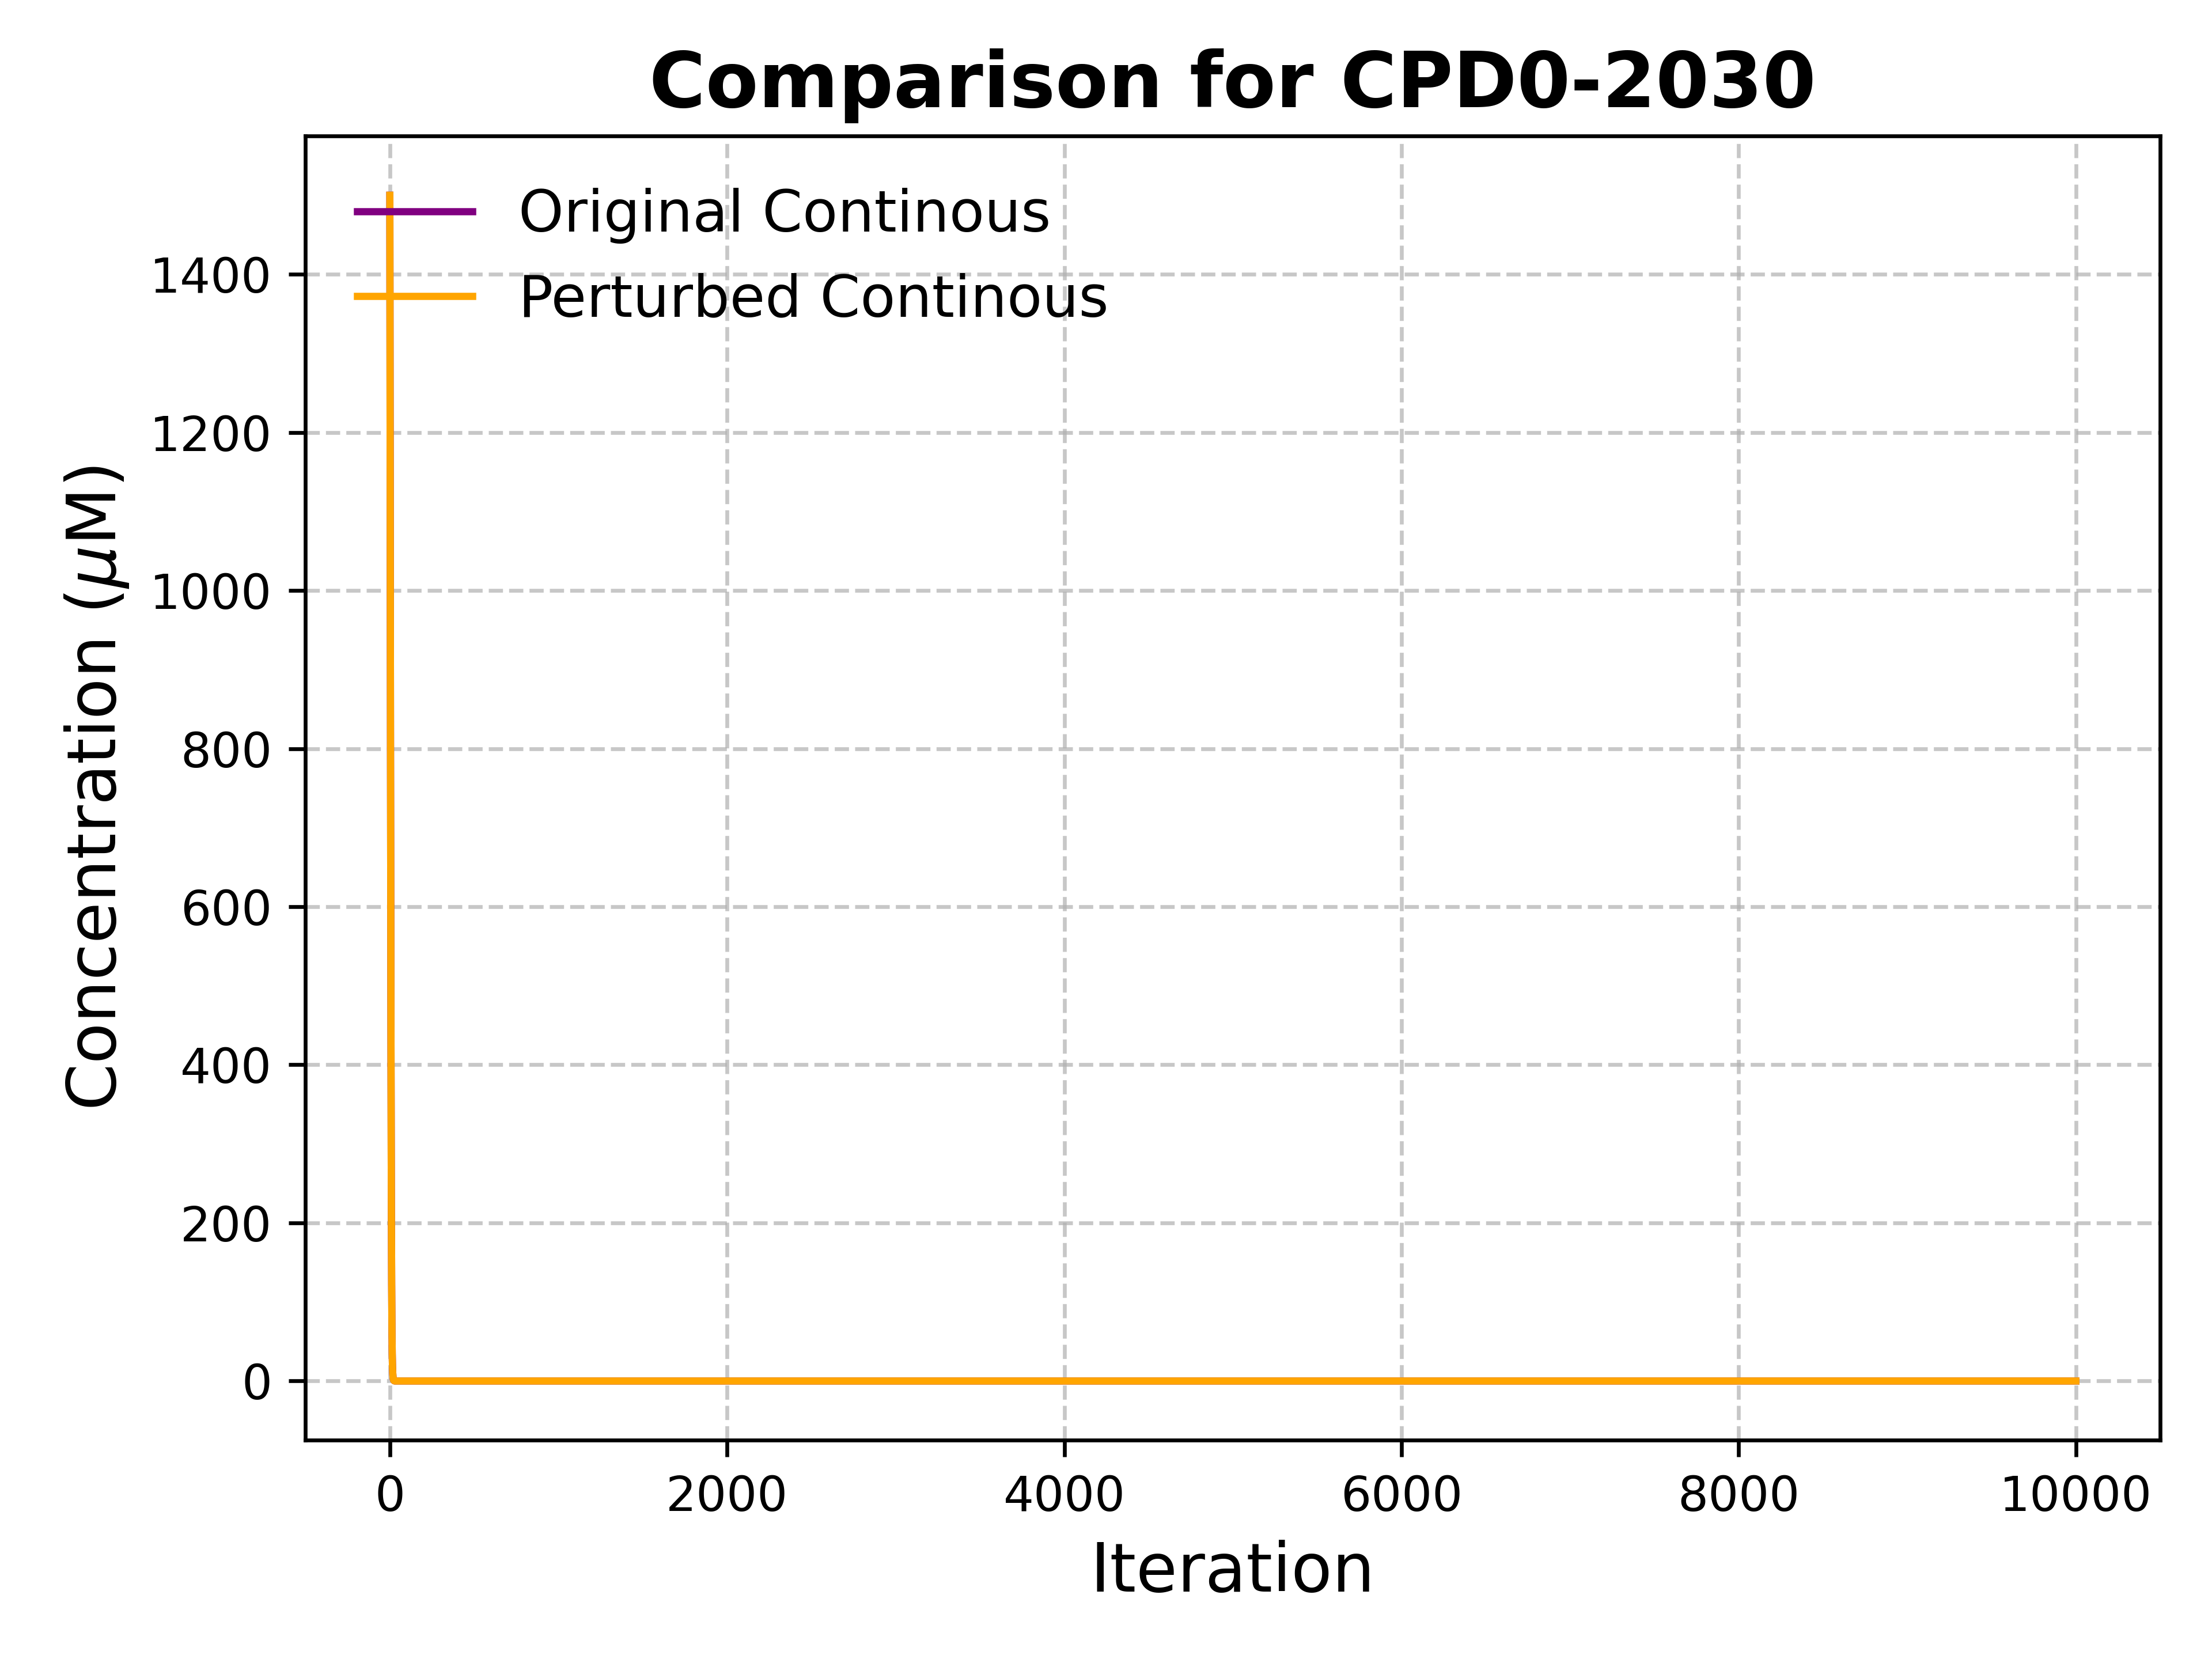 Comparison for CPD0-2030
Original Continous
Perturbed Continous
Concentration (μM)
1400
1200
1000
800
600
400
200
0
0 2000 4000 6000 8000 10000
Iteration